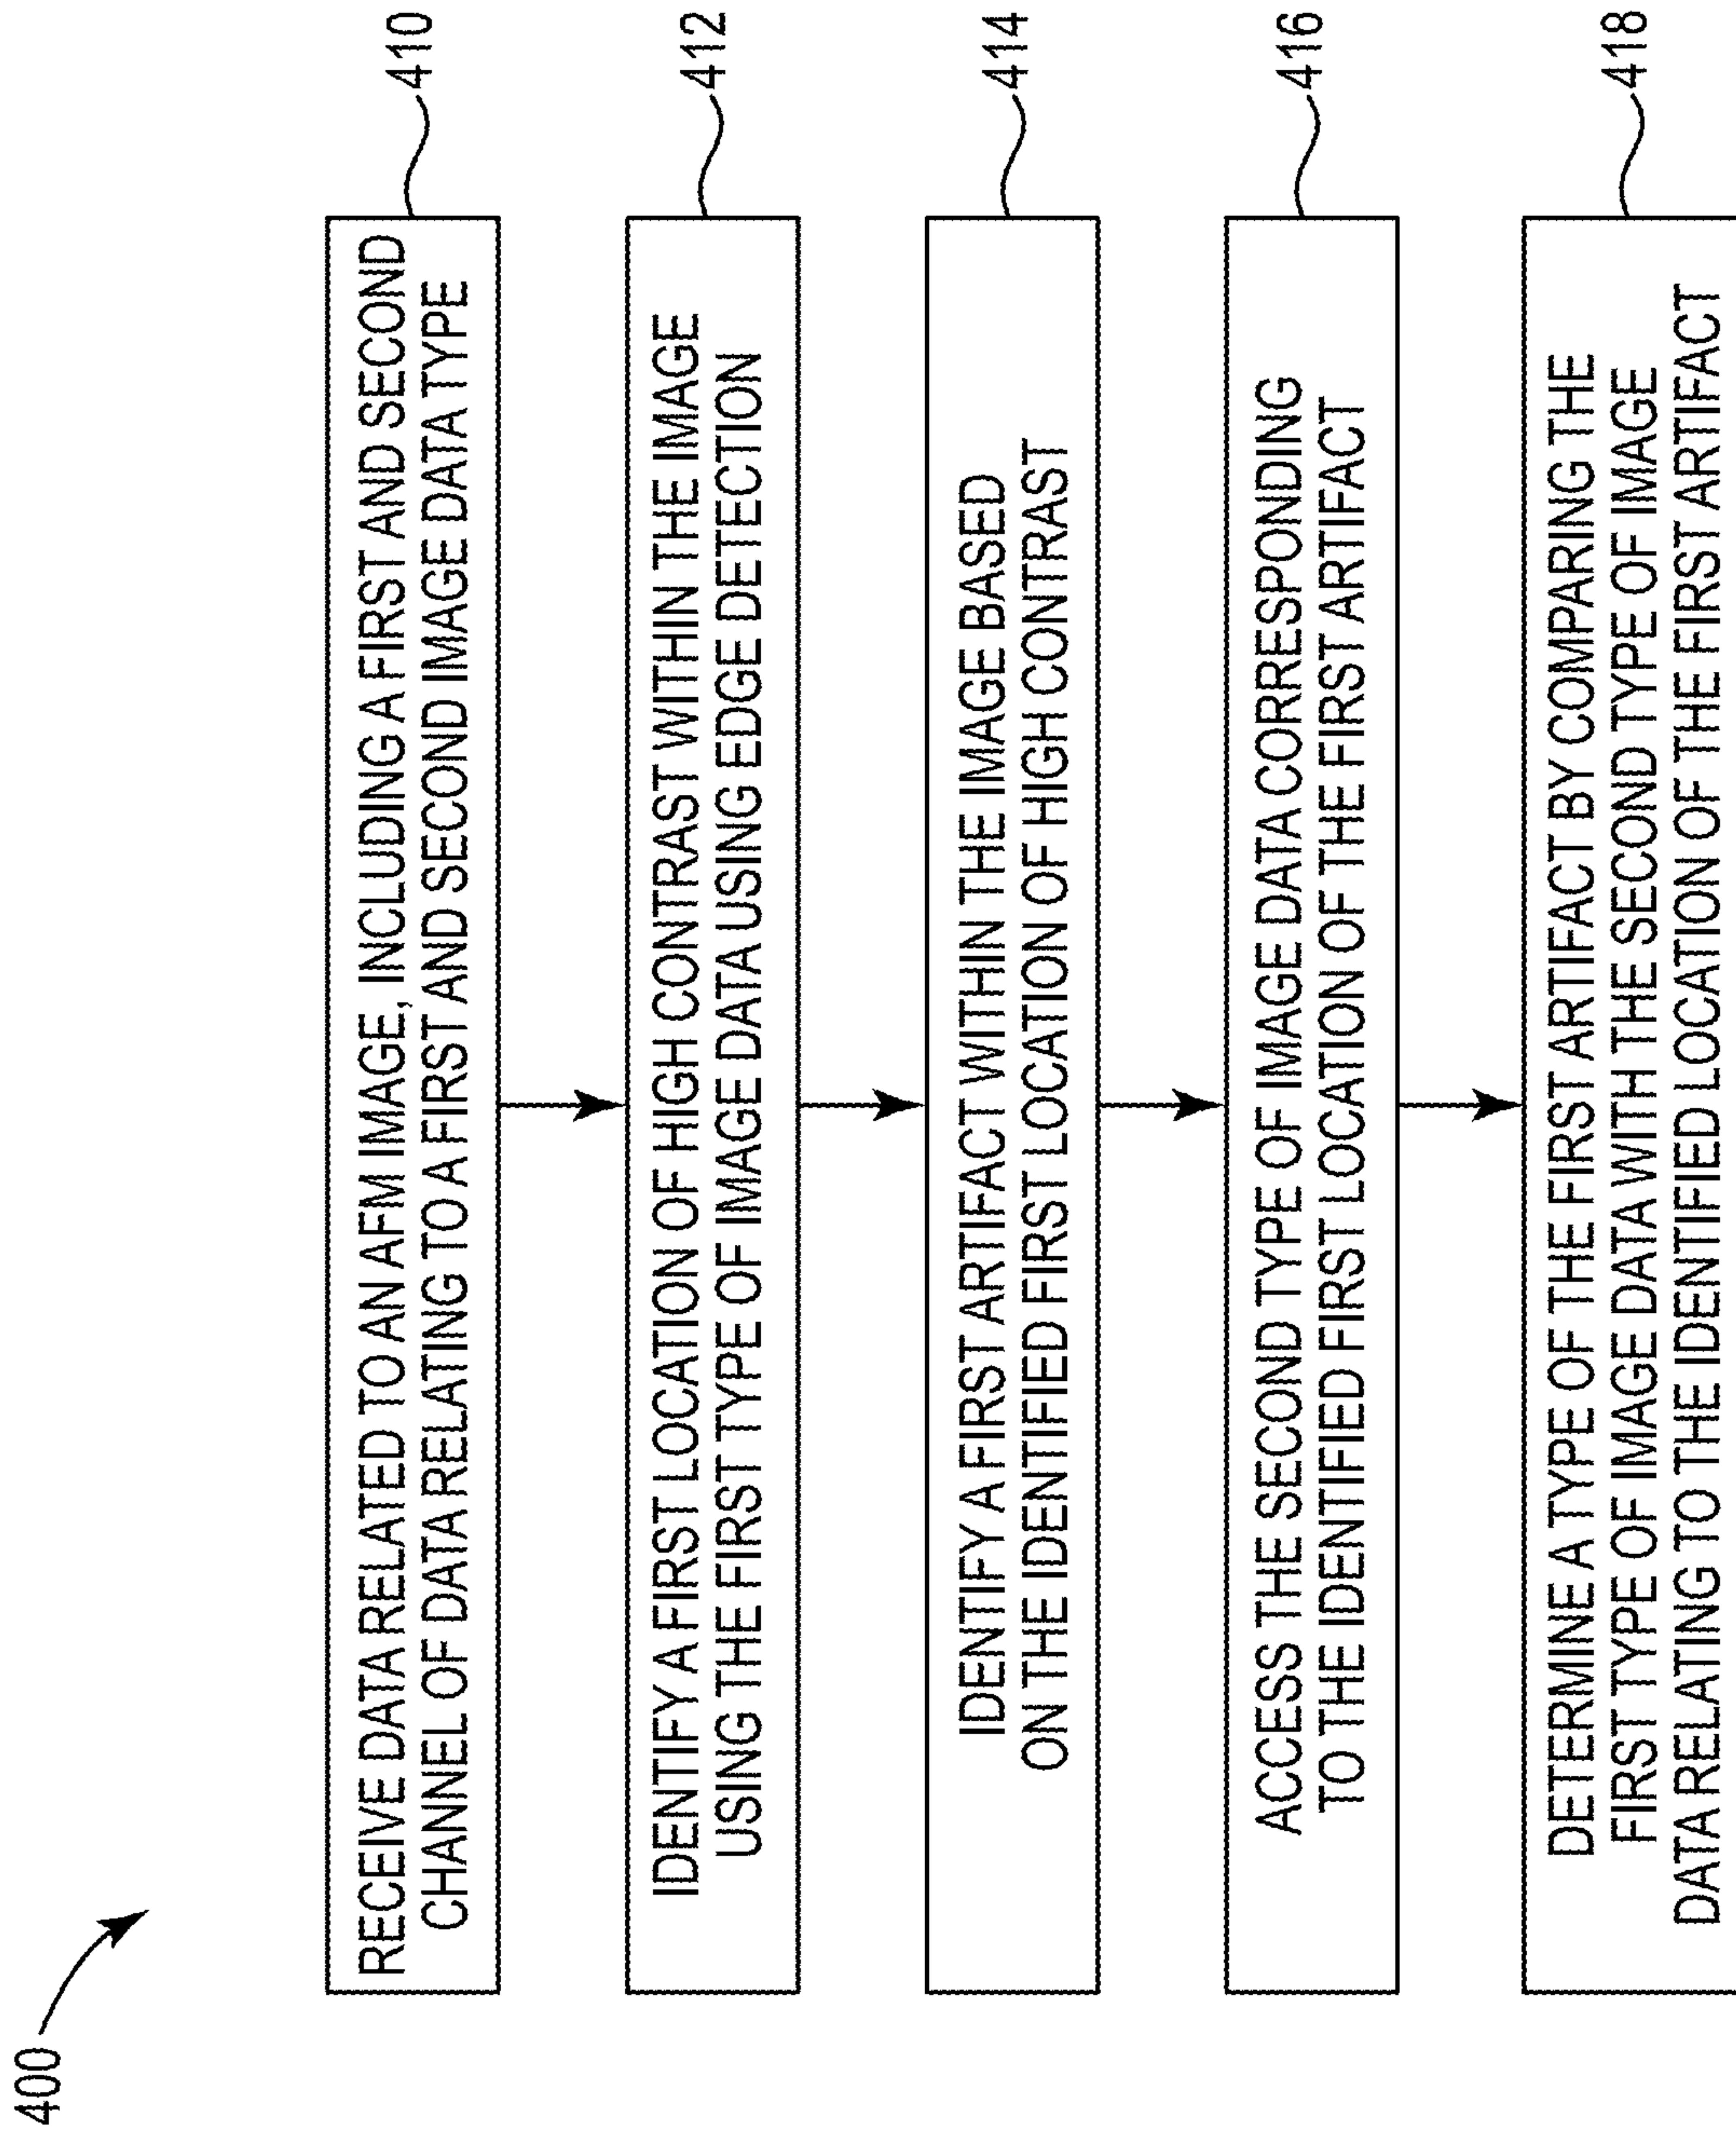 400
RECEIVE DATA RELATED TO AN AFM IMAGE, INCLUDING A FIRST AND SECOND
CHANNEL OF DATA RELATING TO A FIRST AND SECOND IMAGE DATA TYPE
410
IDENTIFY A FIRST LOCATION OF HIGH CONTRAST WITHIN THE IMAGE
USING THE FIRST TYPE OF IMAGE DATA USING EDGE DETECTION
412
IDENTIFY A FIRST ARTIFACT WITHIN THE IMAGE BASED
ON THE IDENTIFIED FIRST LOCATION OF HIGH CONTRAST
414
ACCESS THE SECOND TYPE OF IMAGE DATA CORRESPONDING
TO THE IDENTIFIED FIRST LOCATION OF THE FIRST ARTIFACT
416
DETERMINE A TYPE OF THE FIRST ARTIFACT BY COMPARING THE
FIRST TYPE OF IMAGE DATA WITH THE SECOND TYPE OF IMAGE
DATA RELATING TO THE IDENTIFIED LOCATION OF THE FIRST ARTIFACT
418